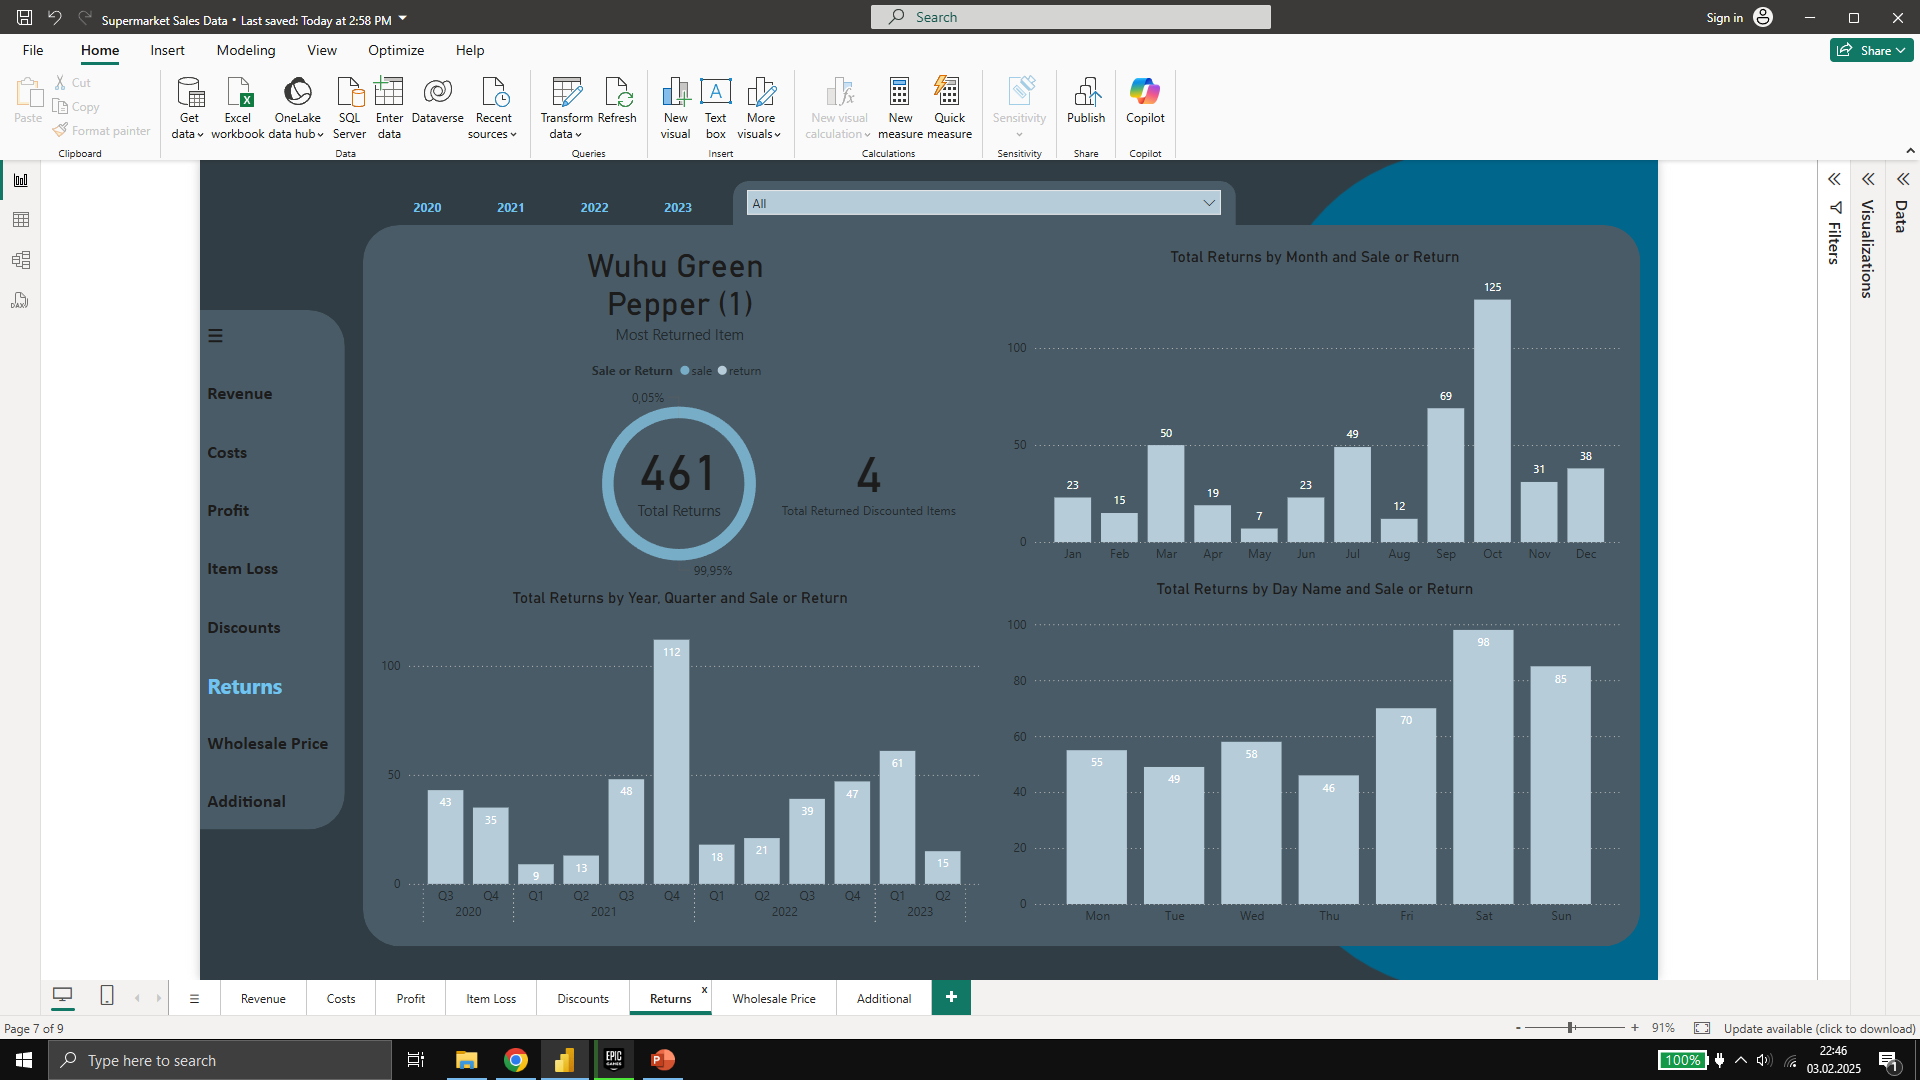 Supermarket Sales Data • Last saved: Today at 2:58 PM
Search
Sign in
File Home Insert Modeling View Optimize Help
Share
Paste
Cut
Copy
Format painter
Clipboard
Get data
Excel workbook
OneLake data hub
SQL Server
Enter data
Dataverse
Recent sources
Data
Transform data
Refresh
Queries
New visual
Text box
More visuals
Insert
New visual calculation
New measure
Quick measure
Calculations
Sensitivity
Sensitivity
Publish
Share
Copilot
Copilot
2020 2021 2022 2023
All
Filters
Visualizations
Data
Revenue
Costs
Profit
Item Loss
Discounts
Returns
Wholesale Price
Additional
Wuhu Green
Pepper (1)
Most Returned Item
Sale or Return sale return
0,05%
461
Total Returns
99,95%
4
Total Returned Discounted Items
Total Returns by Month and Sale or Return
100
50
0
23 15 50 19 7 23 49 12 69 125 31 38
Jan Feb Mar Apr May Jun Jul Aug Sep Oct Nov Dec
Total Returns by Year, Quarter and Sale or Return
100
50
0
43 35 9 13 48 112 18 21 39 47 61 15
Q3 Q4 Q1 Q2 Q3 Q4 Q1 Q2 Q3 Q4 Q1 Q2
2020 2021 2022 2023
Total Returns by Day Name and Sale or Return
100
80
60
40
20
0
55 49 58 46 70 98 85
Mon Tue Wed Thu Fri Sat Sun
Revenue Costs Profit Item Loss Discounts Returns x Wholesale Price Additional +
Page 7 of 9
- + 91% Update available (click to download)
Type here to search
EPIC GAMES
P
100%
22:46
03.02.2025
1